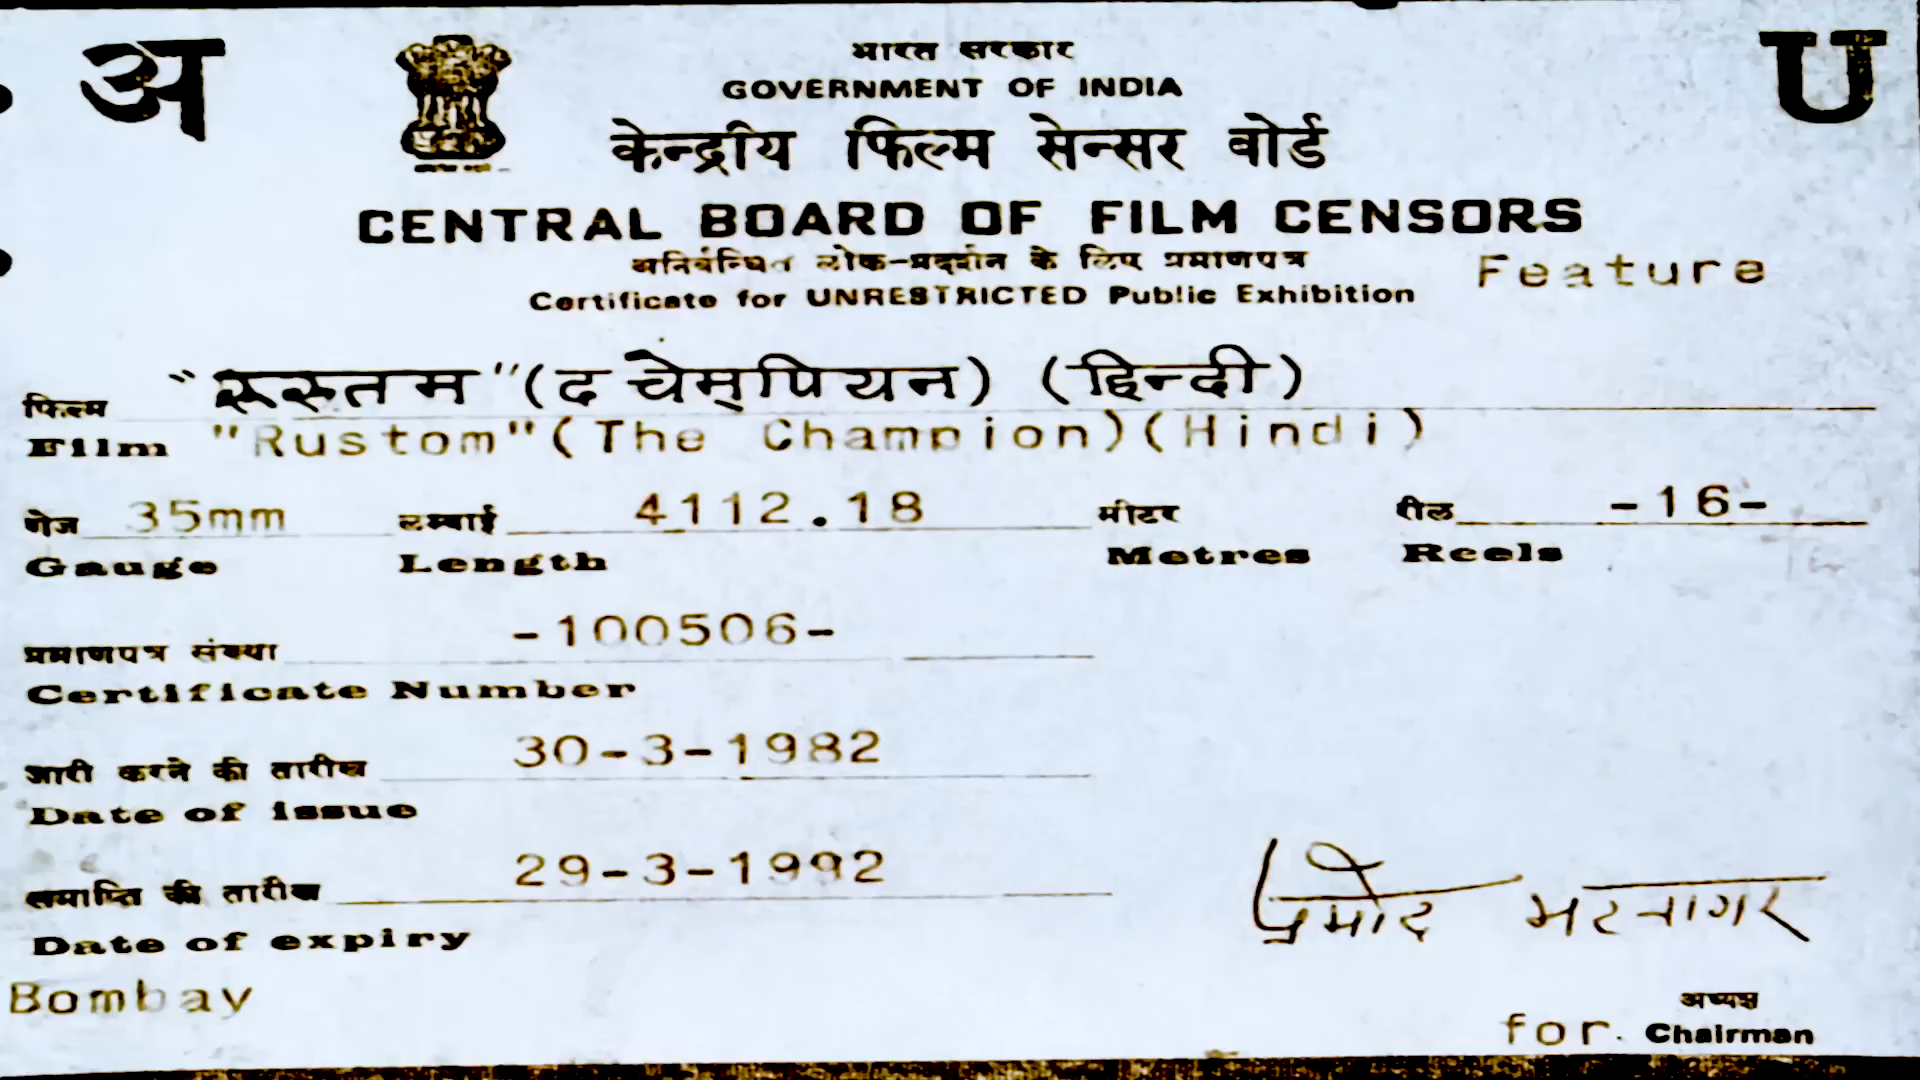 अ
U
भारत सरकार
GOVERNMENT OF INDIA
केन्द्रीय फिल्म सेन्सर बोर्ड
CENTRAL BOARD OF FILM CENSORS
अनिर्बन्धित लोक-प्रदर्शन के लिए प्रमाणपत्र
Certificate for UNRESTRICTED Public Exhibition
Feature
फिल्म "रूस्तम" (द चेम्पियन) (हिन्दी)
Film "Rustom" (The Champion) (Hindi)
गेज 35mm लम्बाई 4112.18 मीटर रील -16-
Gauge Length Metres Reels
प्रमाणपत्र संख्या -100506-
Certificate Number
जारी करने की तारीख 30-3-1982
Date of issue
समाप्ति की तारीख 29-3-1992
Date of expiry
प्रमोद भटनागर
Bombay
अध्यक्ष
for. Chairman